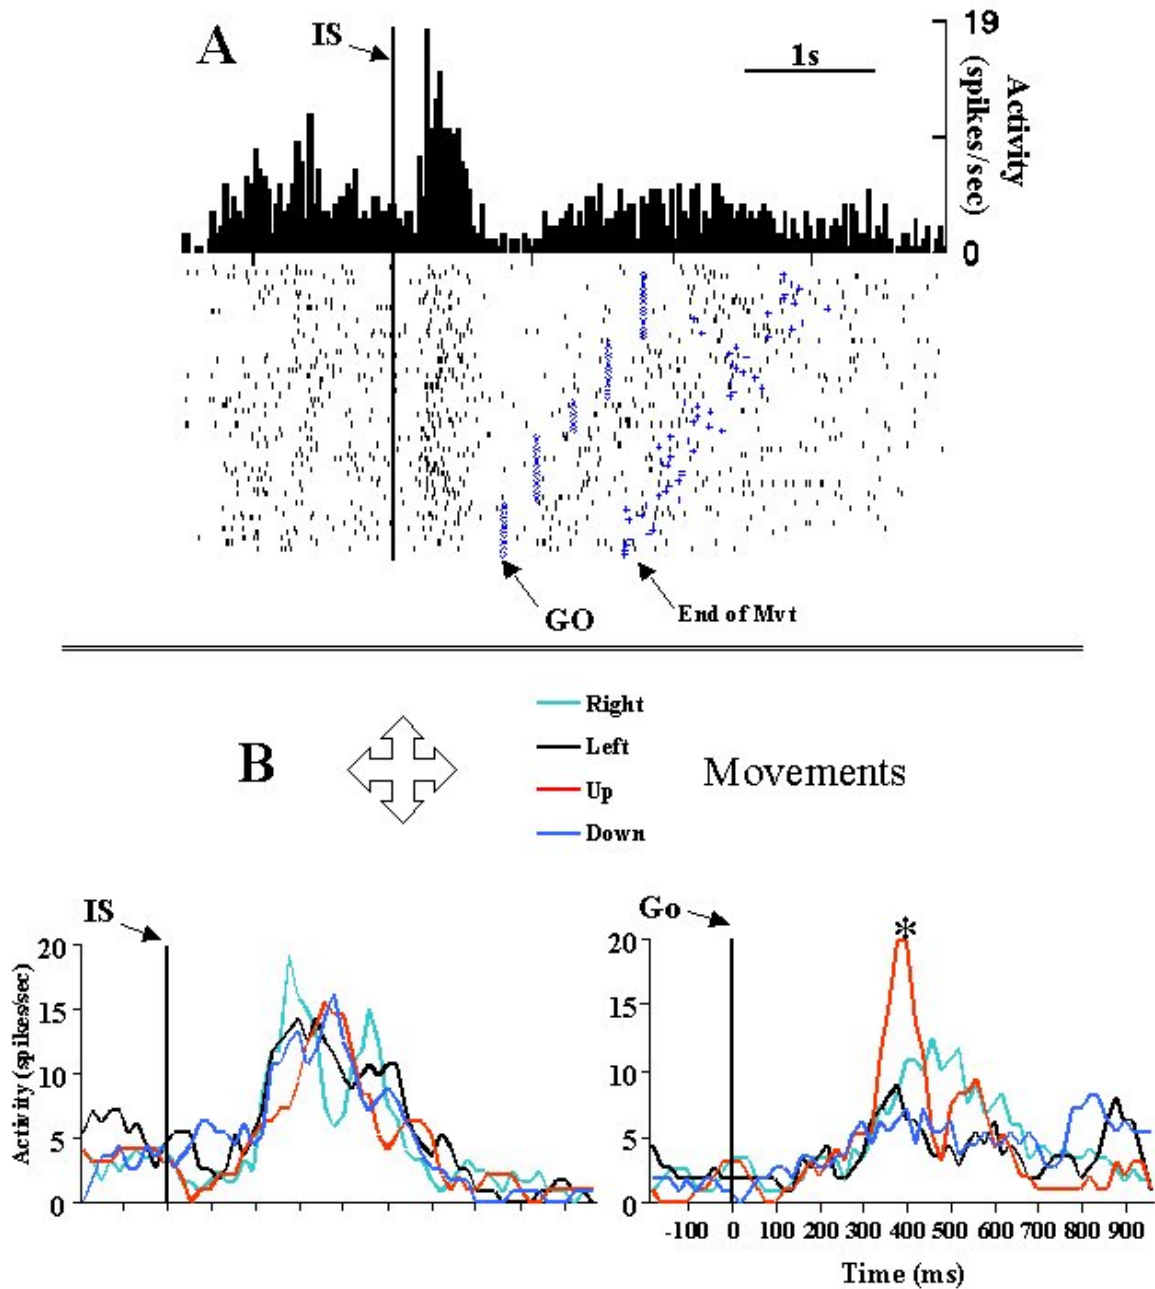 A
IS
1s
19
Activity
(spikes/sec)
0
GO
End of Mvt
B
Right
Left
Up
Down
Movements
IS
Activity (spikes/sec)
20
15
10
5
0
Go
*
20
15
10
5
0
-100 0 100 200 300 400 500 600 700 800 900
Time (ms)